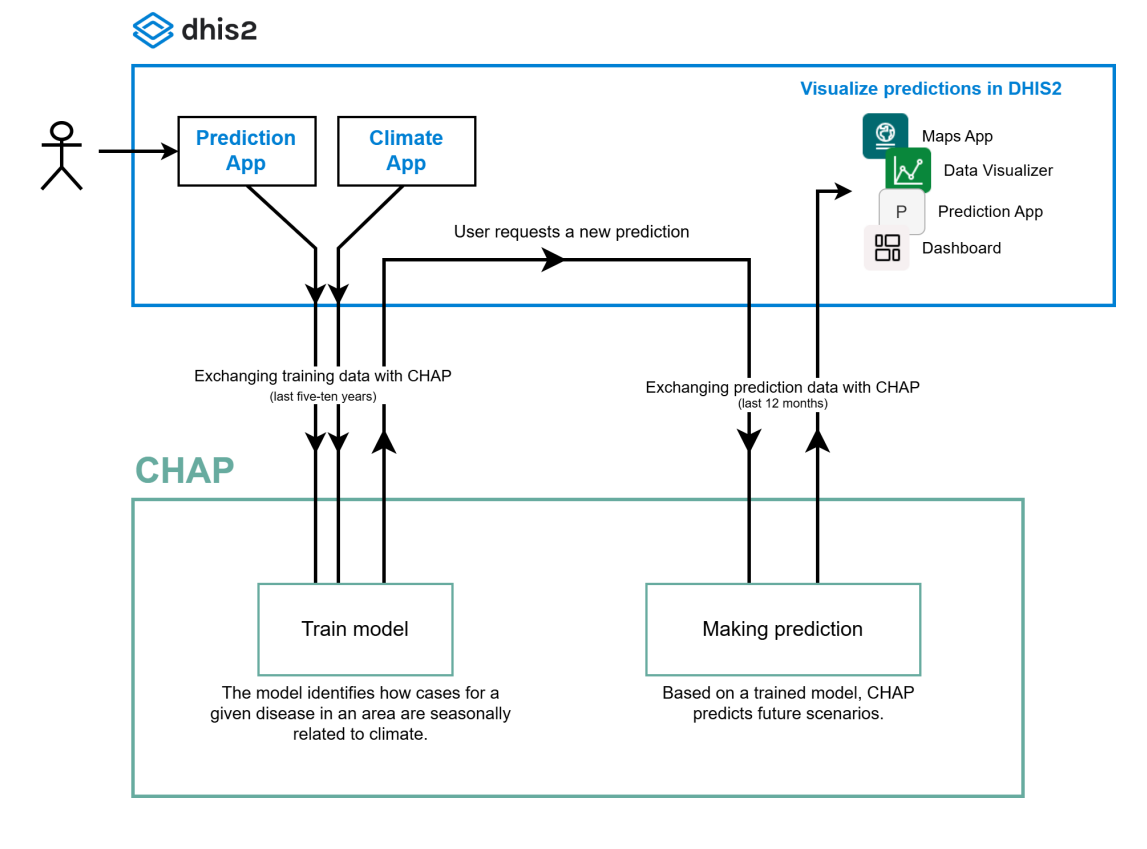 dhis2
Visualize predictions in DHIS2
Prediction
App
Climate
App
Maps App
Data Visualizer
P
Prediction App
Dashboard
User requests a new prediction
Exchanging training data with CHAP
(last five-ten years)
Exchanging prediction data with CHAP
(last 12 months)
CHAP
Train model
Making prediction
The model identifies how cases for a
given disease in an area are seasonally
related to climate.
Based on a trained model, CHAP
predicts future scenarios.